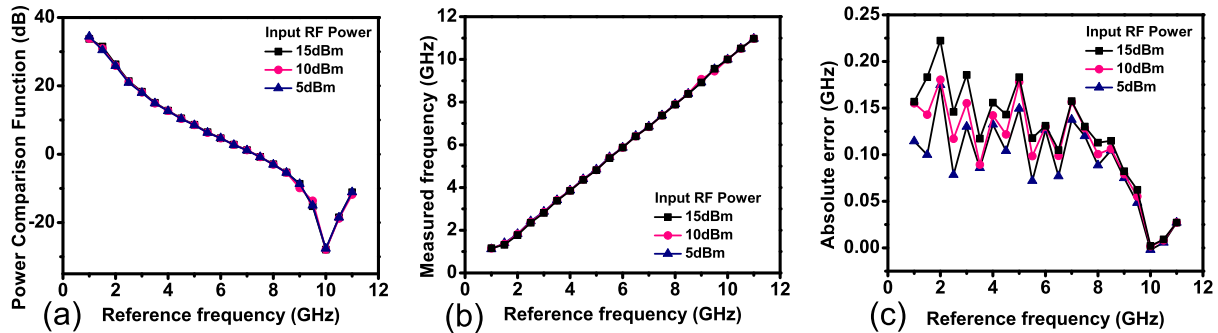 Power Comparison Function (dB)
40
20
0
-20
0 2 4 6 8 10 12
Reference frequency (GHz)
Input RF Power
15dBm
10dBm
5dBm
(a)
Measured frequency (GHz)
12
10
8
6
4
2
0
0 2 4 6 8 10 12
Reference frequency (GHz)
Input RF Power
15dBm
10dBm
5dBm
(b)
Absolute error (GHz)
0.25
0.20
0.15
0.10
0.05
0.00
0 2 4 6 8 10 12
Reference frequency (GHz)
Input RF Power
15dBm
10dBm
5dBm
(c)